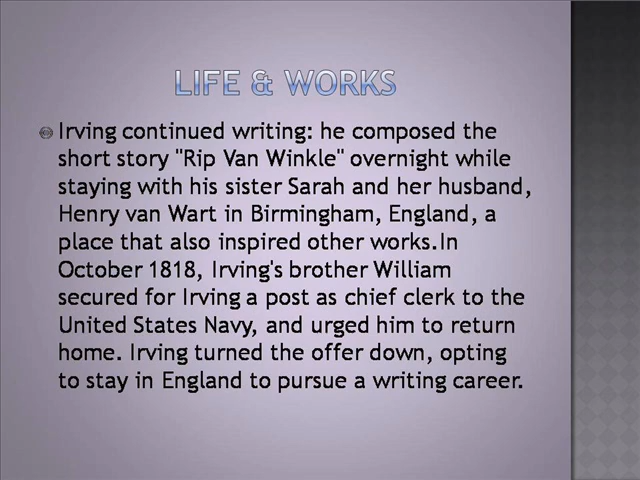 LIFE & WORKS
Irving continued writing: he composed the
short story "Rip Van Winkle" overnight while
staying with his sister Sarah and her husband,
Henry van Wart in Birmingham, England, a
place that also inspired other works.In
October 1818, Irving's brother William
secured for Irving a post as chief clerk to the
United States Navy, and urged him to return
home. Irving turned the offer down, opting
to stay in England to pursue a writing career.